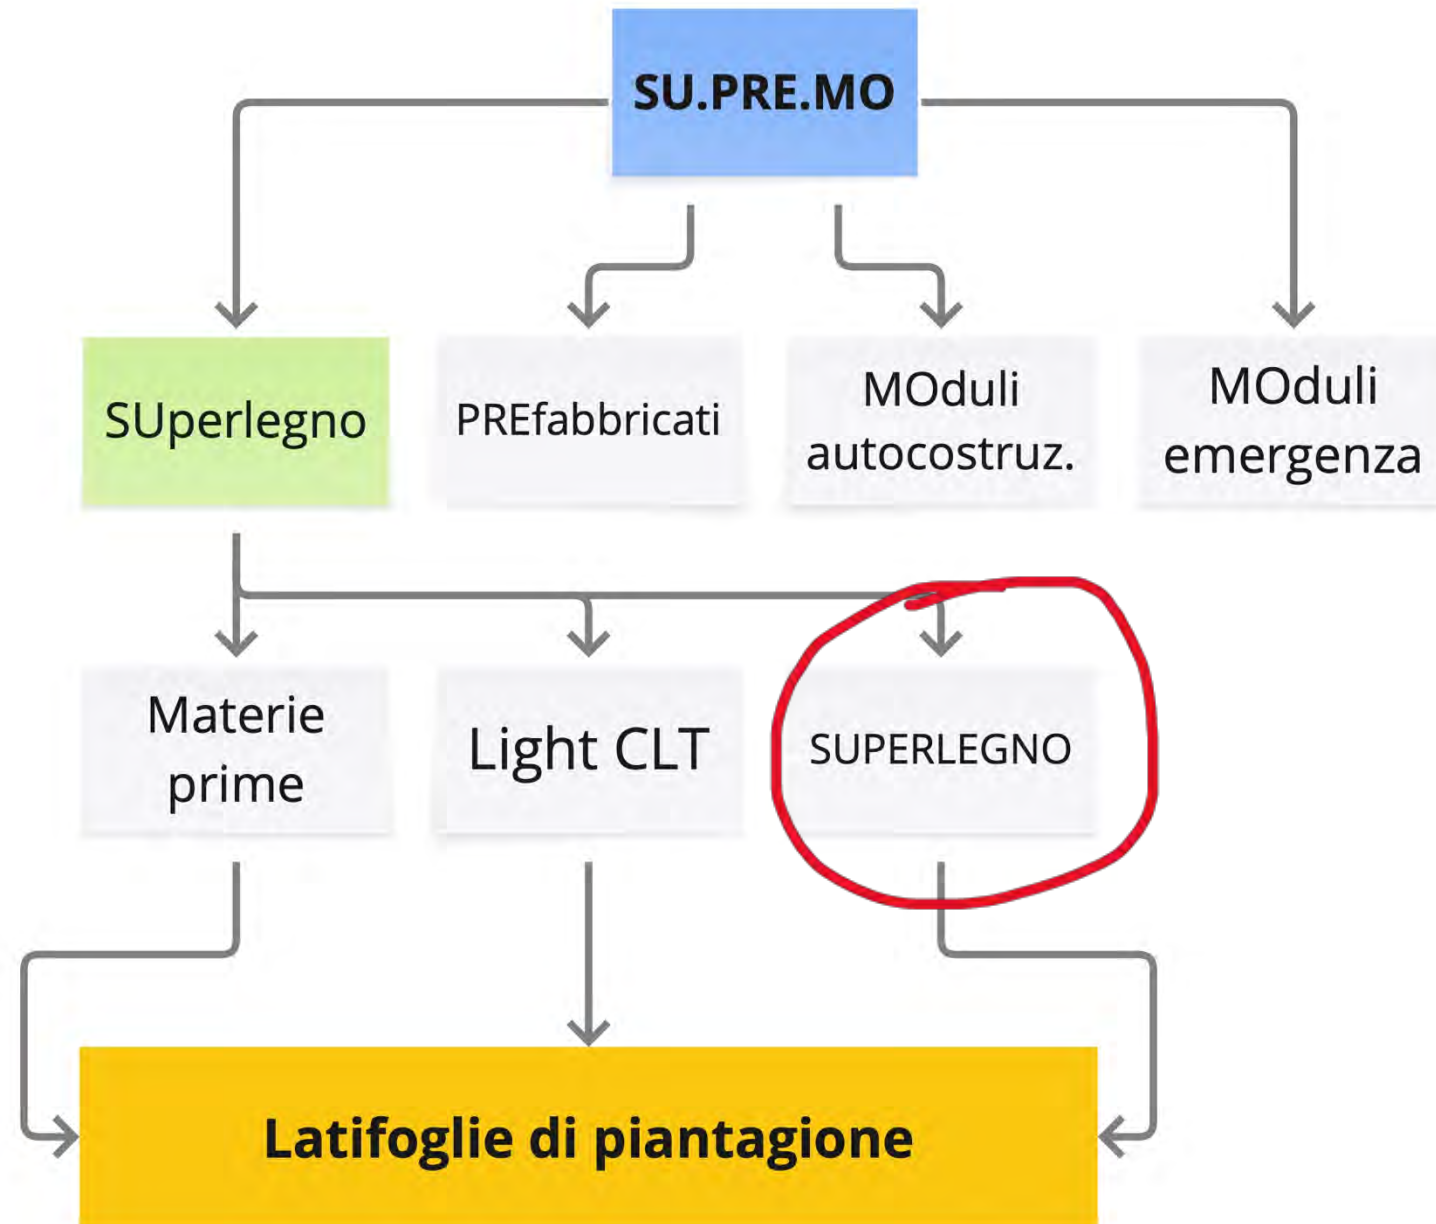 SU.PRE.MO
SUperlegno
PREfabbricati
MOduli
autocostruz.
MOduli
emergenza
Materie
prime
Light CLT
SUPERLEGNO
Latifoglie di piantagione